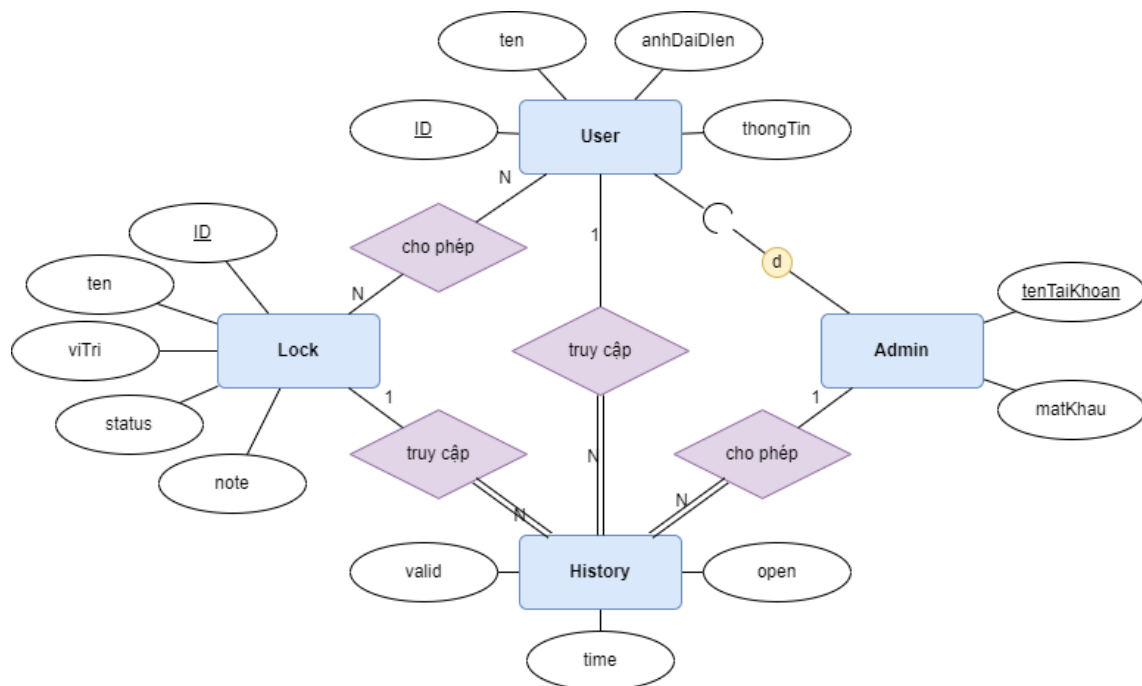 ten
anhDaiDIen
ID
User
thongTin
N
cho phép
N
1
d
ID
ten
viTri
status
note
Lock
truy cập
Admin
tenTaiKhoan
matKhau
1
truy cập
N
N
cho phép
1
N
valid
History
open
time